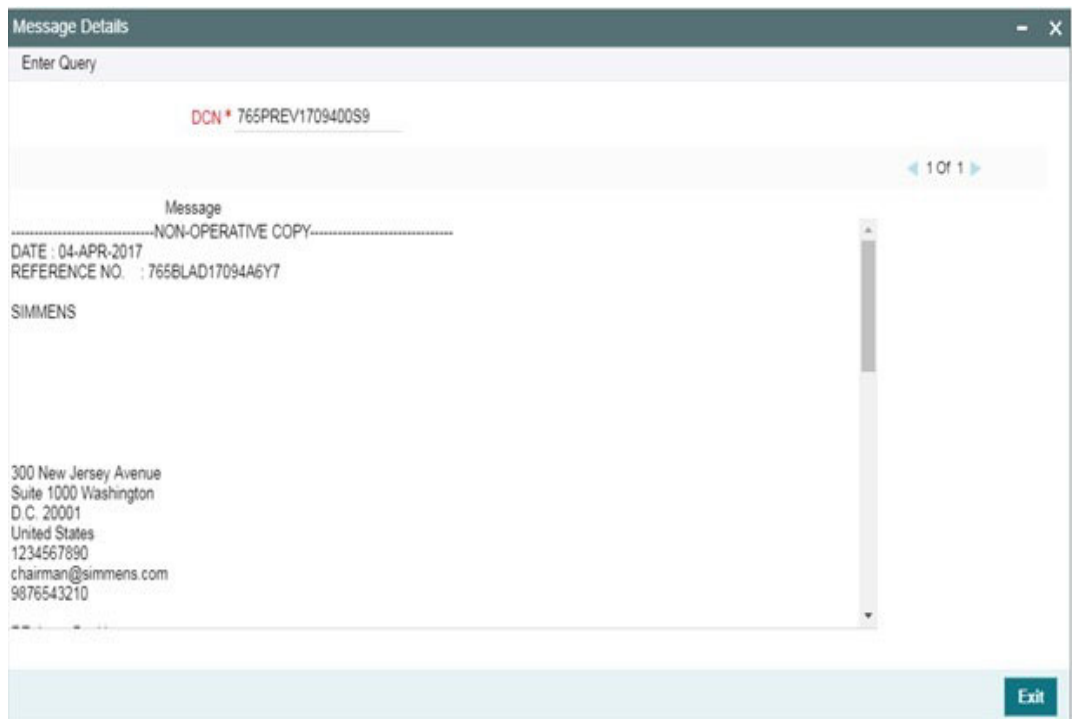 Message Details
Enter Query
DCN * 765PREV1709400S9
1 Of 1
Message
-------------------------------NON-OPERATIVE COPY-------------------------------
DATE : 04-APR-2017
REFERENCE NO. : 765BLAD17094A6Y7
SIMMENS
300 New Jersey Avenue
Suite 1000 Washington
D.C. 20001
United States
1234567890
chairman@simmens.com
9876543210
Exit